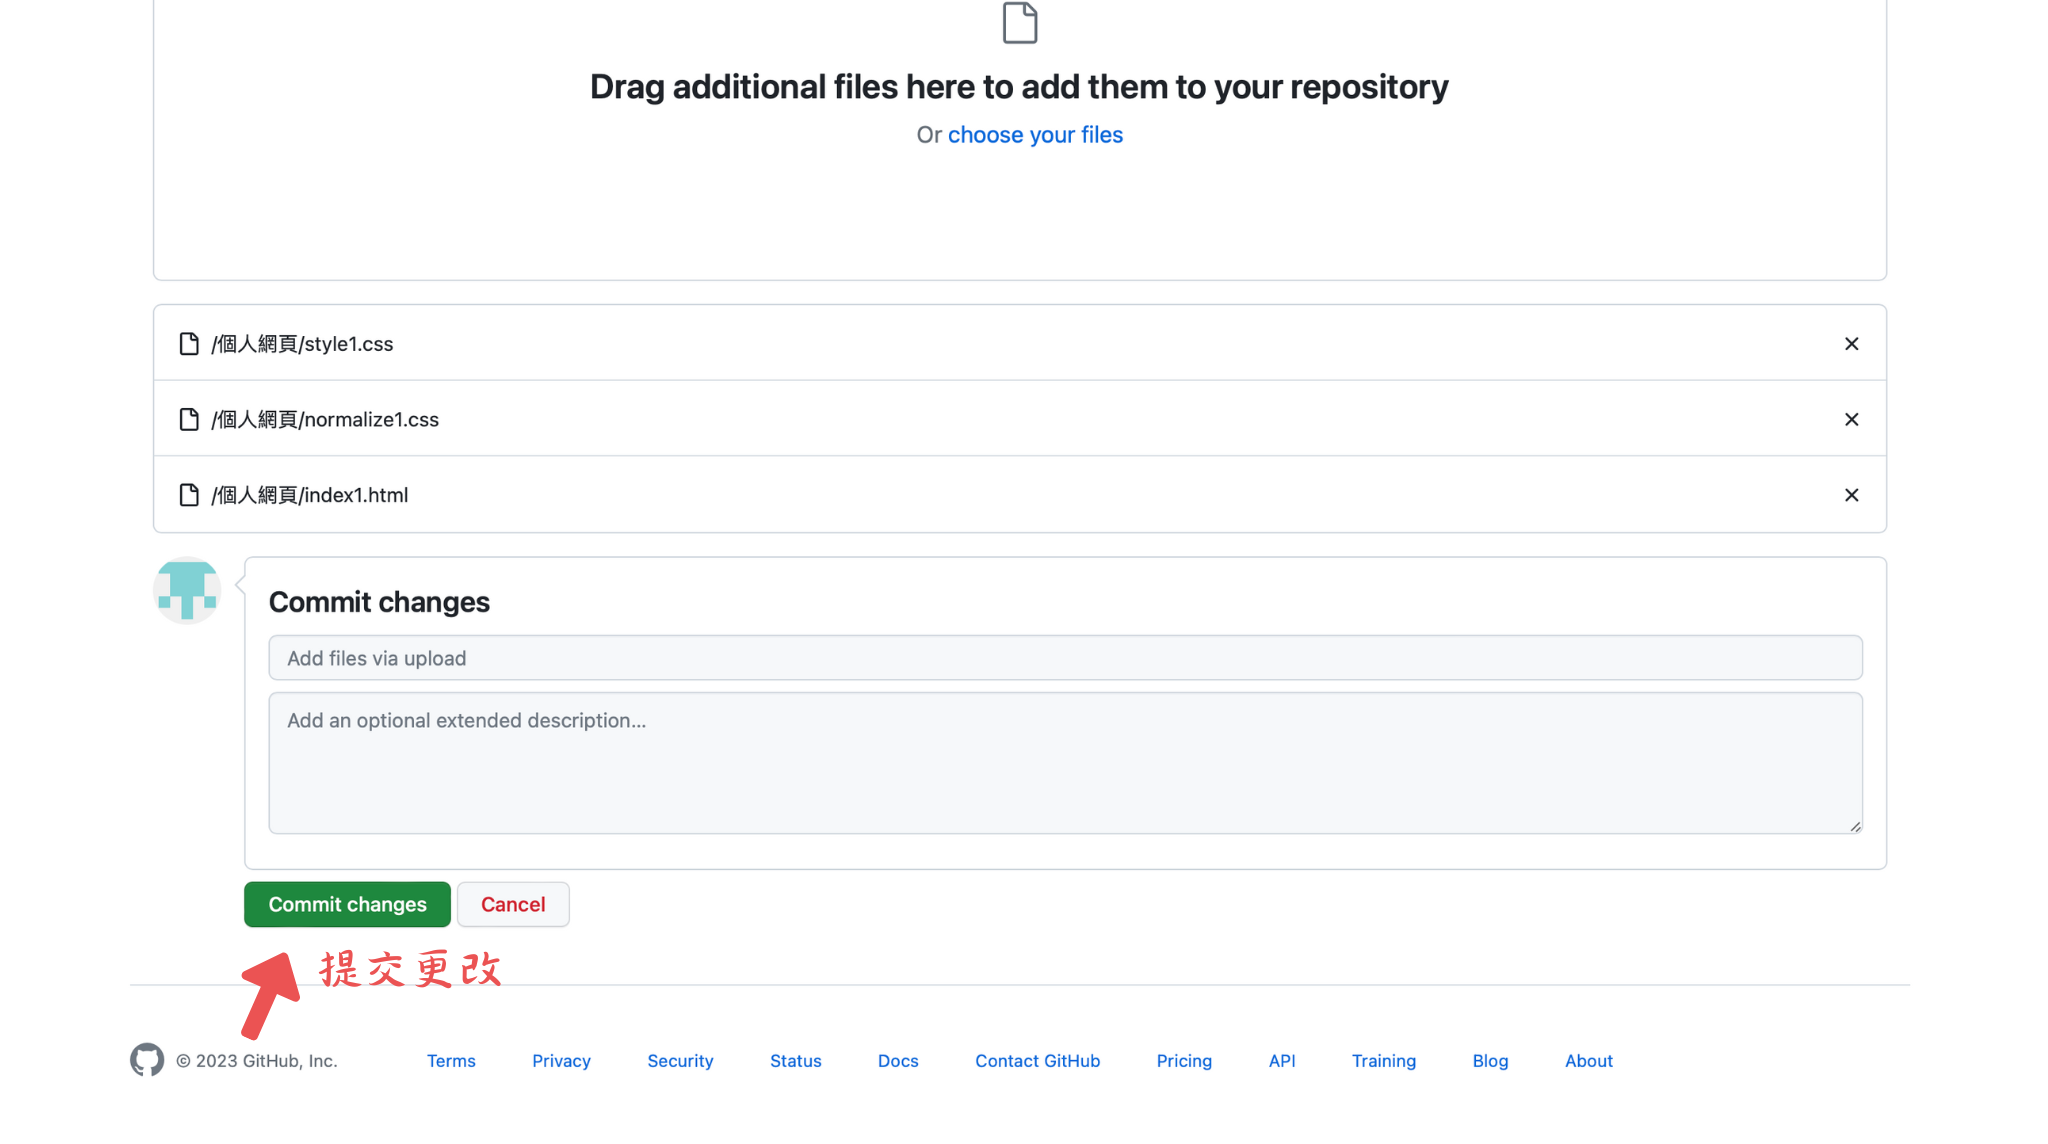 Drag additional files here to add them to your repository
Or choose your files
/個人網頁/style1.css
/個人網頁/normalize1.css
/個人網頁/index1.html
Commit changes
Add files via upload
Add an optional extended description...
Commit changes Cancel
提交更改
© 2023 GitHub, Inc. Terms Privacy Security Status Docs Contact GitHub Pricing API Training Blog About